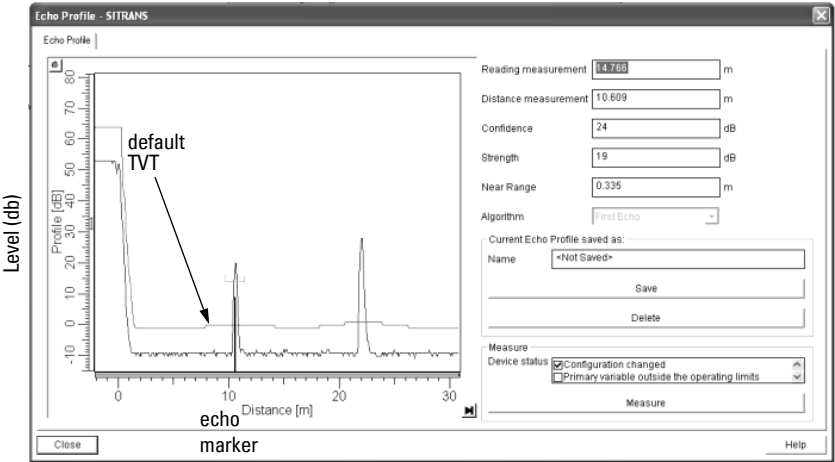 Echo Profile - SITRANS
Echo Profile
Level (db)
Profile [dB]
80
70
60
50
40
30
20
10
0
-10
default
TVT
0
10
20
30
Distance [m]
echo
marker
Reading measurement 14.766 m
Distance measurement 10.609 m
Confidence 24 dB
Strength 19 dB
Near Range 0.335 m
Algorithm First Echo
Current Echo Profile saved as:
Name <Not Saved>
Save
Delete
Measure
Device status Configuration changed
Primary variable outside the operating limits
Measure
Close
Help